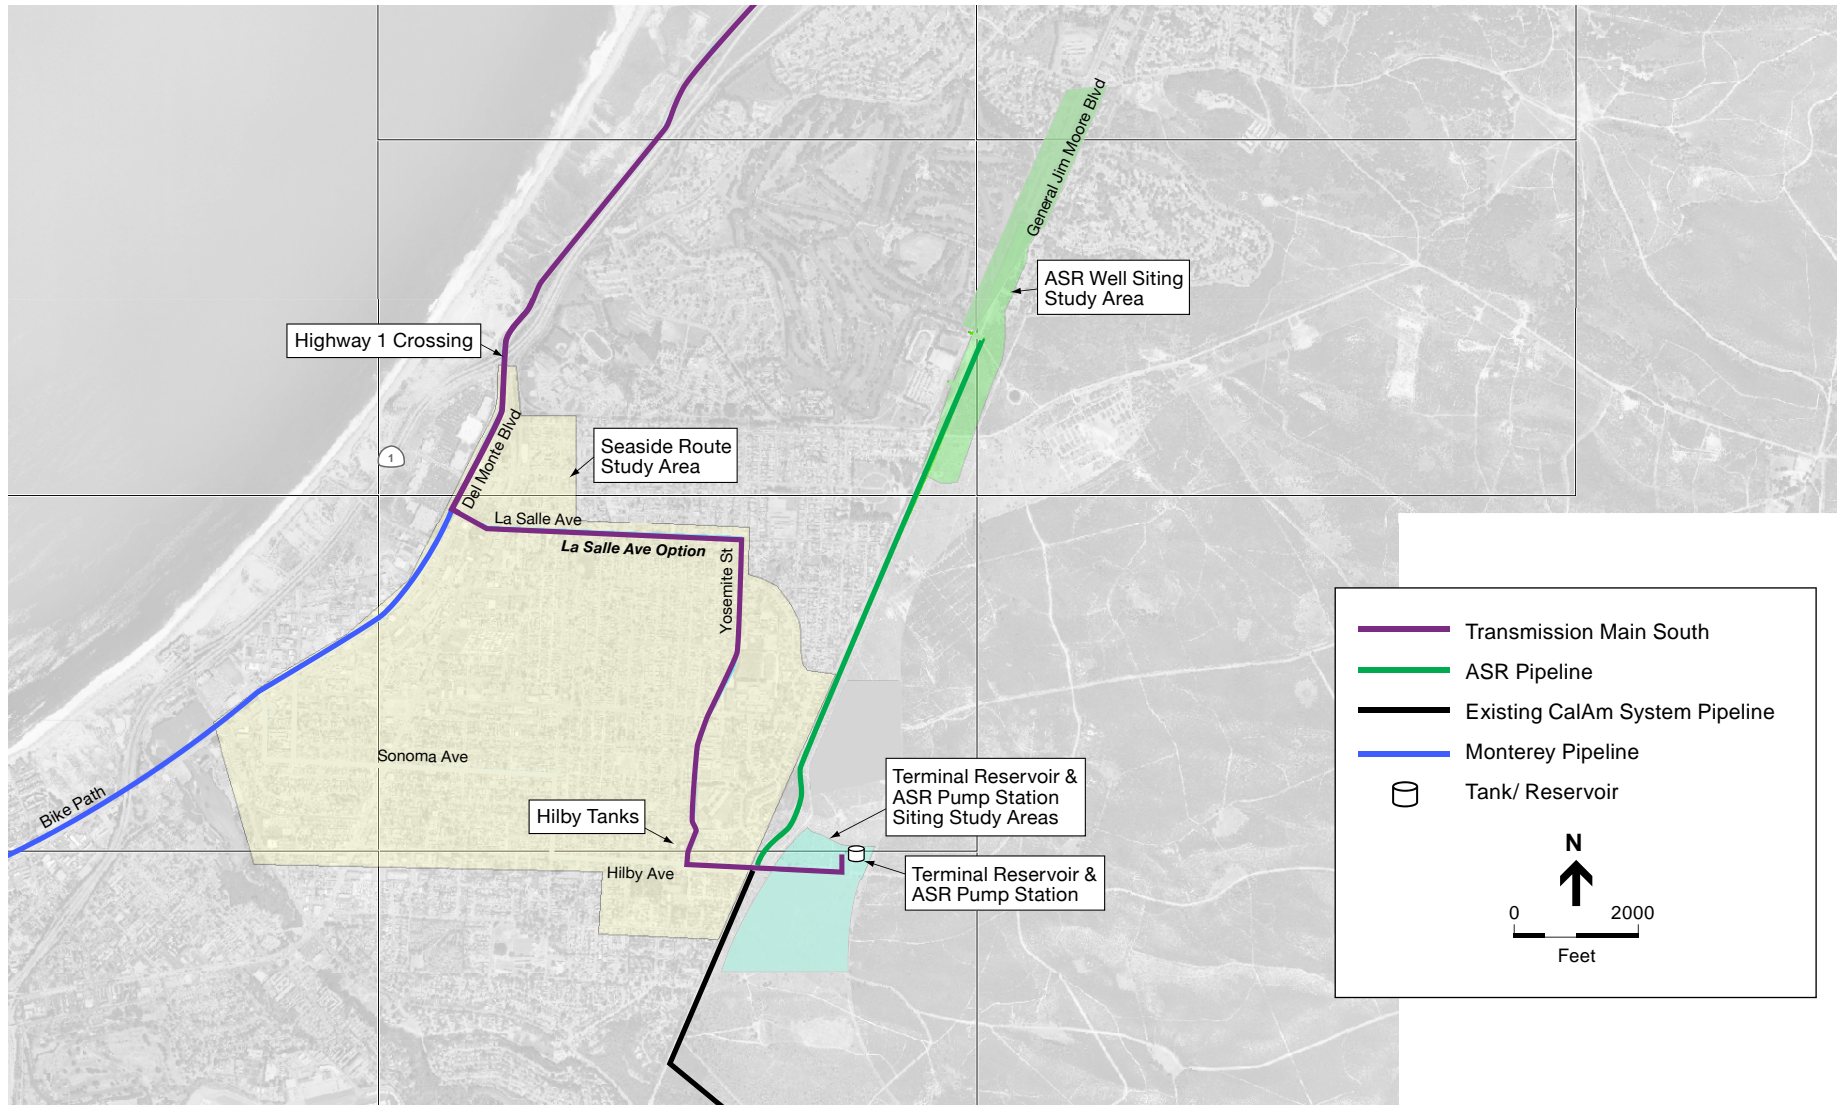 General Jim Moore Blvd
ASR Well Siting
Study Area
Highway 1 Crossing
Del Monte Blvd
Seaside Route
Study Area
1
La Salle Ave
La Salle Ave Option
Yosemite St
Sonoma Ave
Bike Path
Hilby Tanks
Hilby Ave
Terminal Reservoir &
ASR Pump Station
Siting Study Areas
Terminal Reservoir &
ASR Pump Station
Transmission Main South
ASR Pipeline
Existing CalAm System Pipeline
Monterey Pipeline
Tank/ Reservoir
N
0 2000
Feet